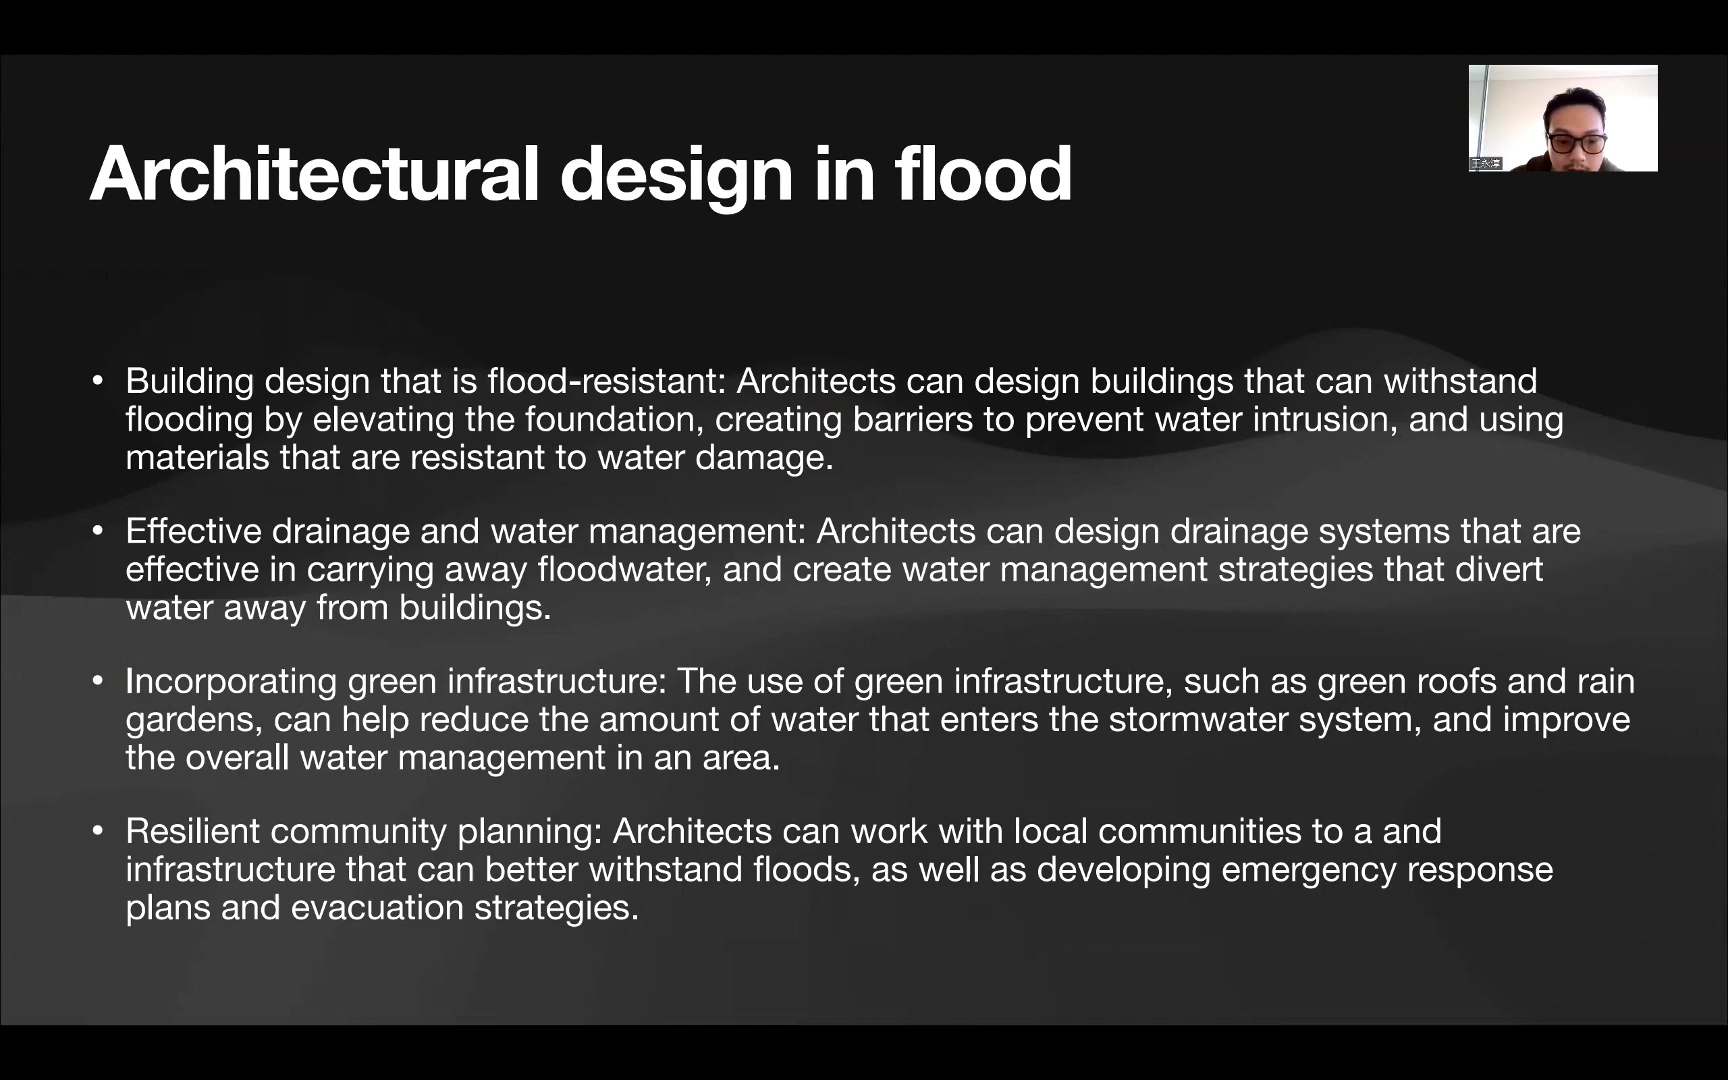 Architectural design in flood
• Building design that is flood-resistant: Architects can design buildings that can withstand
flooding by elevating the foundation, creating barriers to prevent water intrusion, and using
materials that are resistant to water damage.
• Effective drainage and water management: Architects can design drainage systems that are
effective in carrying away floodwater, and create water management strategies that divert
water away from buildings.
• Incorporating green infrastructure: The use of green infrastructure, such as green roofs and rain
gardens, can help reduce the amount of water that enters the stormwater system, and improve
the overall water management in an area.
• Resilient community planning: Architects can work with local communities to a and
infrastructure that can better withstand floods, as well as developing emergency response
plans and evacuation strategies.